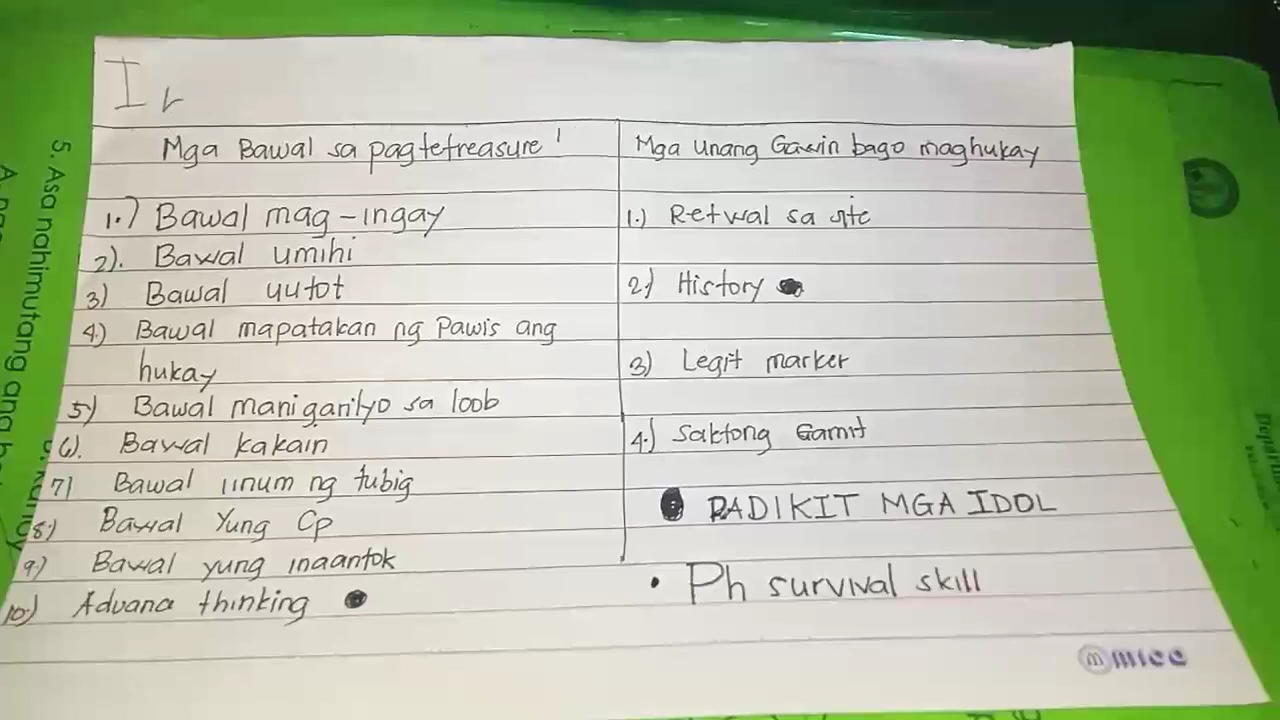 I
Mga Bawal sa pagtetreasure!
1.) Bawal mag-ingay
2). Bawal umihi
3) Bawal uutot
4.) Bawal mapatakan ng Pawis ang
hukay
5) Bawal manigarilyo sa loob
6). Bawal kakain
7) Bawal iinum ng tubig
8) Bawal Yung Cp
9) Bawal yung inaantok
10) Advana thinking
Mga Unang Gawin bago maghukay
1.) Retwal sa site
2) History
3) Legit marker
4.) Saktong Gamit
PADIKIT MGA IDOL
• Ph survival skill
micc
5. Asa nahimutang ang